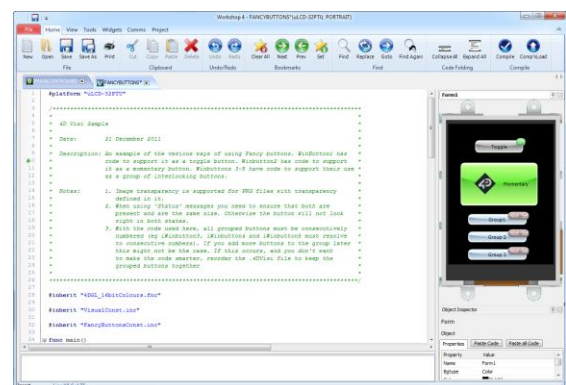 Workshop 4 - FANCYBUTTONS*(uLCD-32PTU, PORTRAIT)
File Home View Tools Widgets Comms Project
New Open Save Save As Print Cut Copy Paste Delete Undo Redo Clear All Next Prev Set Find Replace Goto Find Again Collapse All Expand All Compile Comp'nLoad
File Clipboard Undo/Redo Bookmarks Find Code Folding Compile
FANCYBUTTONS*
#platform "uLCD-32PTU"
4D Visi Sample
Date: 21 December 2011
Description: An example of the various ways of using Fancy buttons. Winbutton1 has
code to support it as a toggle button. Winbutton2 has code to support
it as a momentary button. Winbuttons 3-5 have code to support their use
as a group of interlocking buttons.
Notes: 1. Image transparency is supported for PNG files with transparency
defined in it.
2. When using 'Status' messages you need to ensure that both are
present and are the same size. Otherwise the button will not look
right in both states.
3. With the code used here, all grouped buttons must be consecutively
numbered (eg iWinbutton3, iWinbutton4 and iWinbutton5 must resolve
to consecutive numbers). If you add more buttons to the group later
this might not be the case. If this occurs, and you don't want
to make the code smarter, reorder the .4DVisi file to keep the
grouped buttons together
#inherit "4DGL_16bitColours.fnc"
#inherit "VisualConst.inc"
#inherit "FancyButtonsConst.inc"
func main()
Form1
Toggle
Momentary
Group1
Group 2
Group 3
Object Inspector
Form
Object
Properties Paste Code Paste all Code
Property Value
Name Form1
Bgtype Color